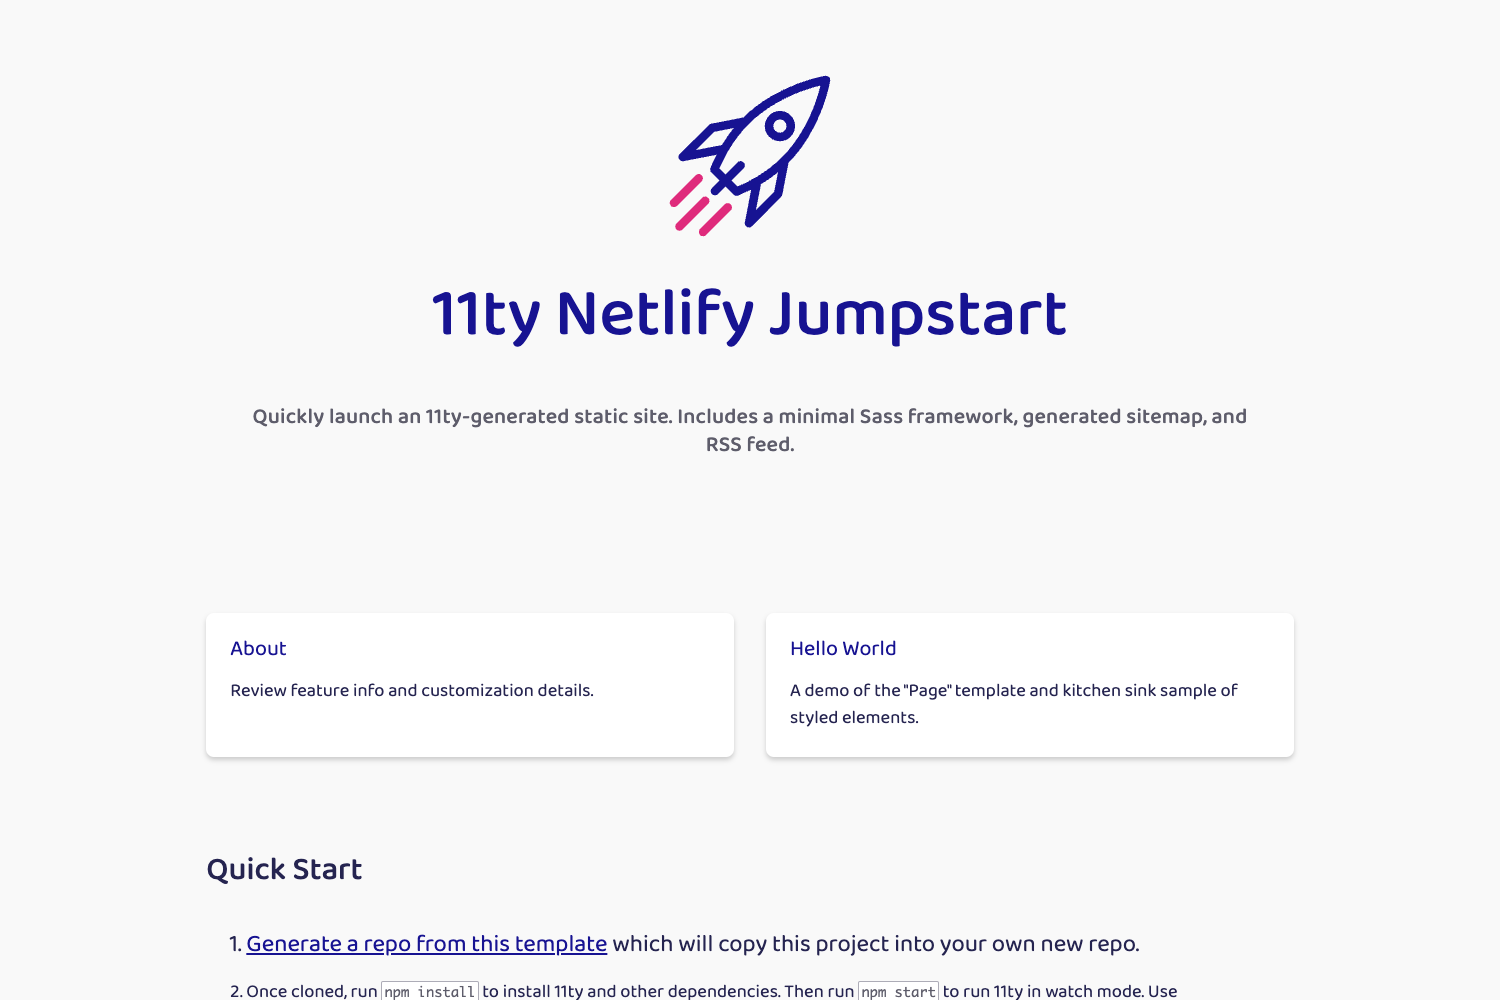 11ty Netlify Jumpstart
Quickly launch an 11ty-generated static site. Includes a minimal Sass framework, generated sitemap, and
RSS feed.
About
Review feature info and customization details.
Hello World
A demo of the "Page" template and kitchen sink sample of
styled elements.
Quick Start
1. Generate a repo from this template which will copy this project into your own new repo.
2. Once cloned, run npm install to install 11ty and other dependencies. Then run npm start to run 11ty in watch mode. Use